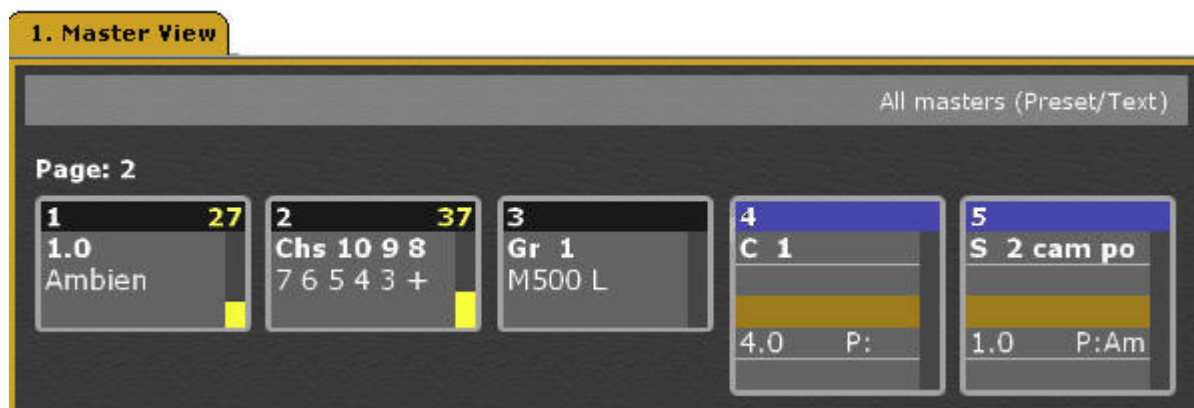 1. Master View
All masters (Preset/Text)
Page: 2
1 27
1.0
Ambien
2 37
Chs 10 9 8
7 6 5 4 3 +
3
Gr 1
M500 L
4
C 1
4.0 P:
5
S 2 cam po
1.0 P:Am